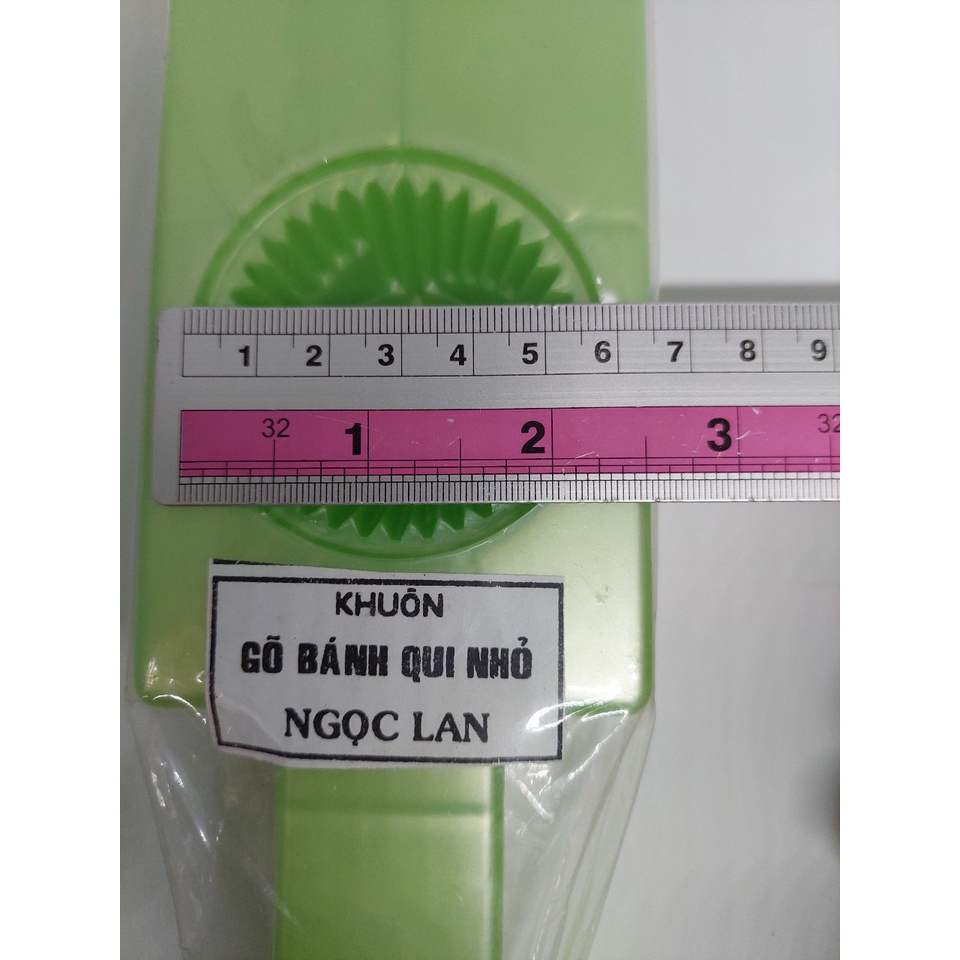 1 2 3 4 5 6 7 8 9
32 1 2 3 32
KHUÔN
GÕ BÁNH QUI NHỎ
NGỌC LAN